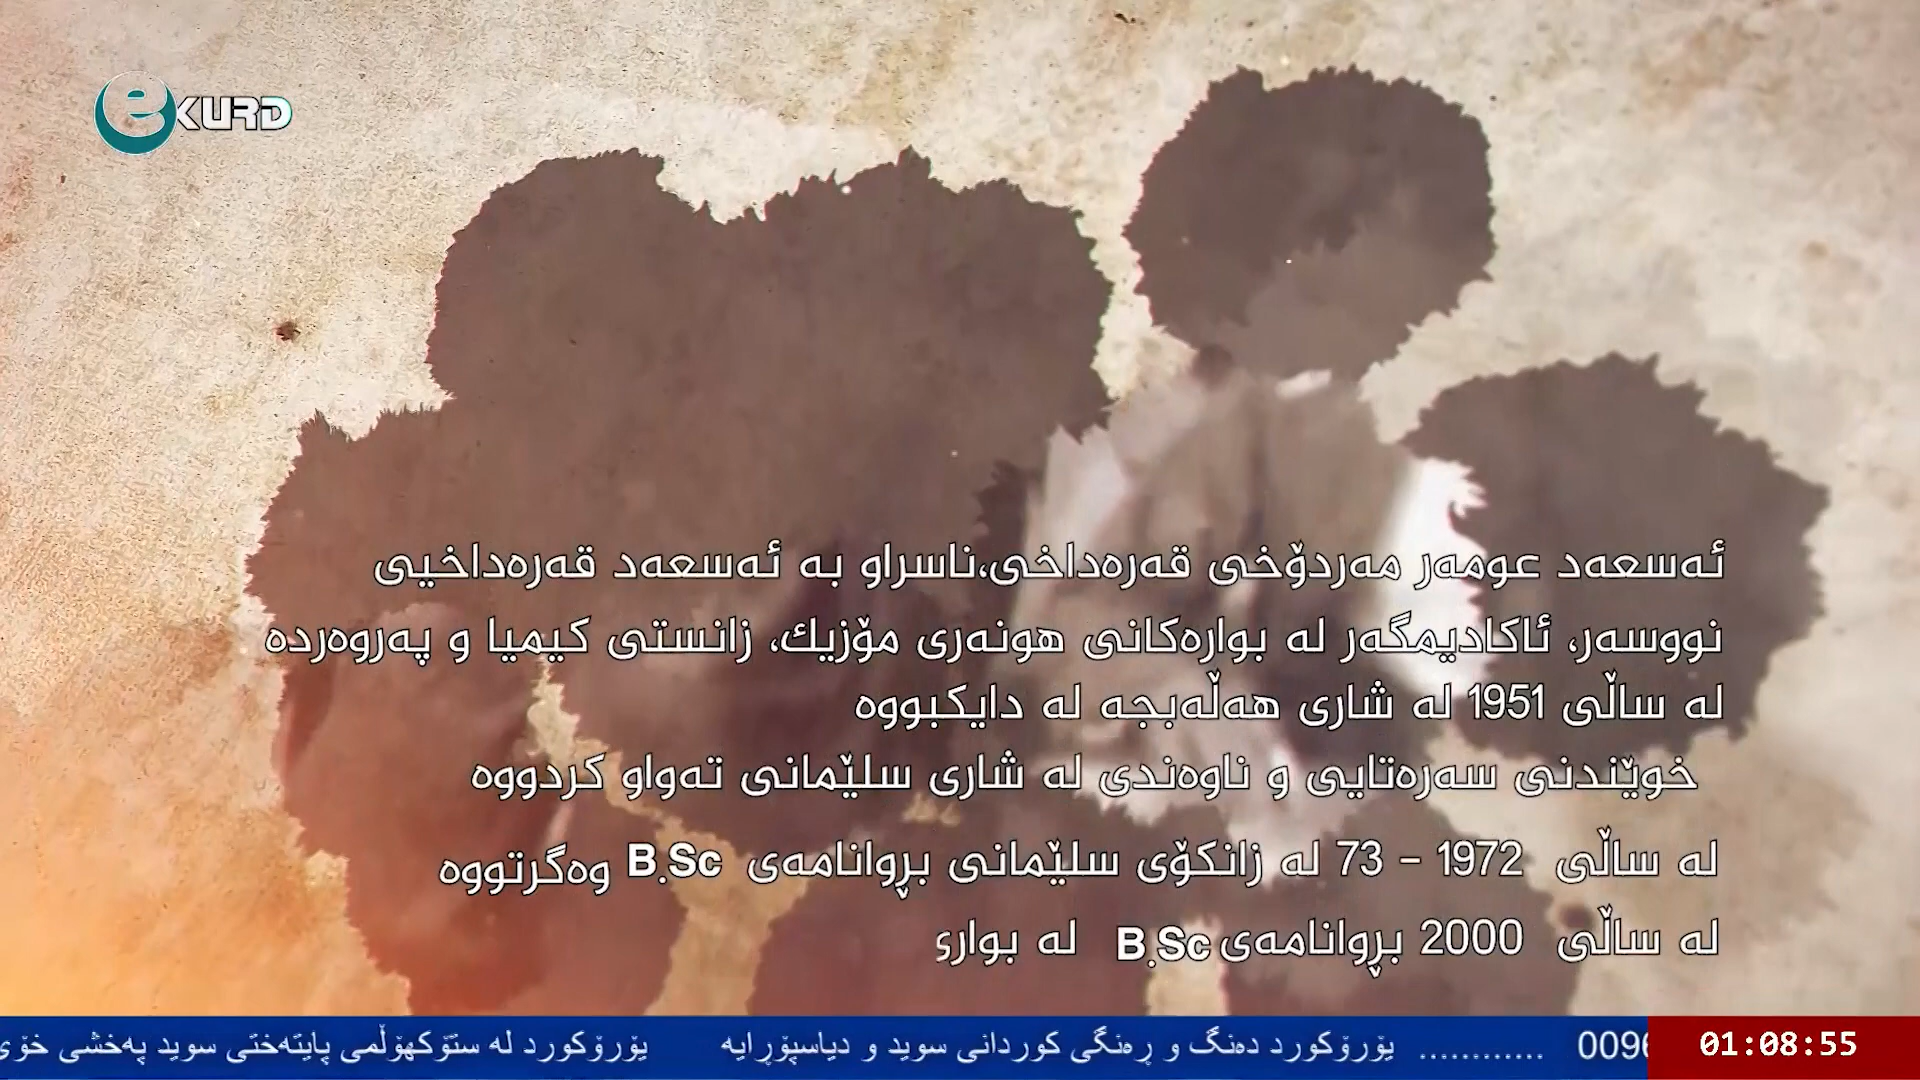 eKURD
ئەسعەد عومەر مەردۆخی قەرەداخی،ناسراو بە ئەسعەد قەرەداخیی
نووسەر، ئاکادیمگەر لە بوارەکانی هونەری مۆزیك، زانستی کیمیا و پەروەردە
لە ساڵی 1951 لە شاری هەڵەبجە لە دایکبووە
خوێندنی سەرەتایی و ناوەندی لە شاری سلێمانی تەواو کردووە
لە ساڵی 1972 - 73 لە زانکۆی سلێمانی بڕوانامەی B.Sc وەگرتووە
لە ساڵی 2000 بڕوانامەی B.Sc لە بوارء
0096 ............ یۆرۆکورد دەنگ و ڕەنگی کوردانی سوید و دیاسپۆڕایە یۆرۆکورد لە ستۆکهۆڵمی پایتەختی سوید پەخشی خۆی
01:08:55